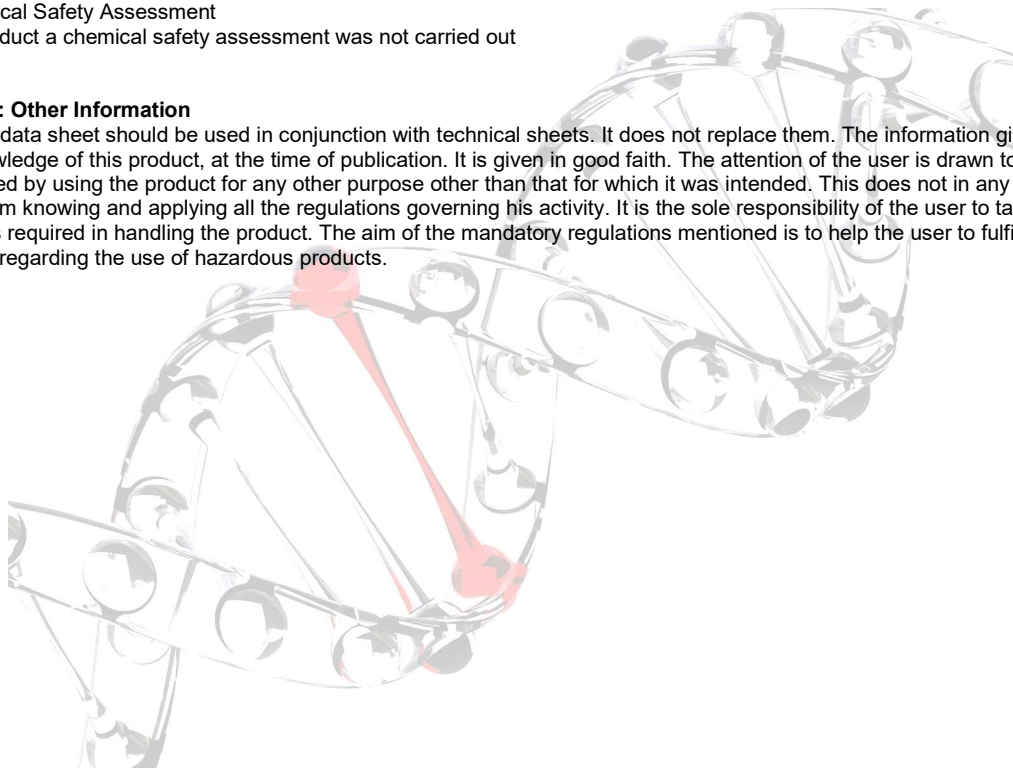 cal Safety Assessment
duct a chemical safety assessment was not carried out
: Other Information
data sheet should be used in conjunction with technical sheets. It does not replace them. The information gi
wledge of this product, at the time of publication. It is given in good faith. The attention of the user is drawn to
ed by using the product for any other purpose other than that for which it was intended. This does not in any
m knowing and applying all the regulations governing his activity. It is the sole responsibility of the user to ta
s required in handling the product. The aim of the mandatory regulations mentioned is to help the user to fulfi
regarding the use of hazardous products.